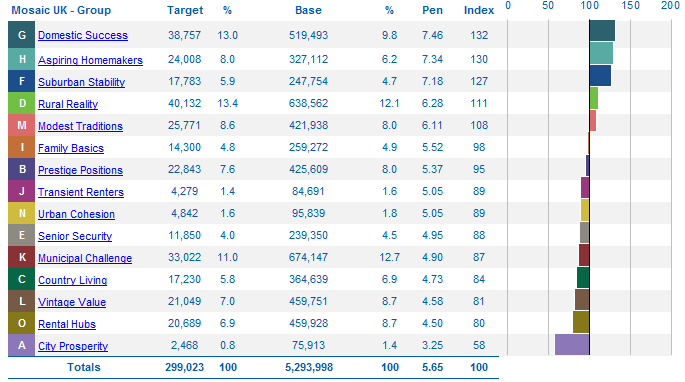 Mosaic UK - Group Target % Base % Pen Index 0 50 100 150 200
G Domestic Success 38,757 13.0 519,493 9.8 7.46 132
H Aspiring Homemakers 24,008 8.0 327,112 6.2 7.34 130
F Suburban Stability 17,783 5.9 247,754 4.7 7.18 127
D Rural Reality 40,132 13.4 638,562 12.1 6.28 111
M Modest Traditions 25,771 8.6 421,938 8.0 6.11 108
I Family Basics 14,300 4.8 259,272 4.9 5.52 98
B Prestige Positions 22,843 7.6 425,609 8.0 5.37 95
J Transient Renters 4,279 1.4 84,691 1.6 5.05 89
N Urban Cohesion 4,842 1.6 95,839 1.8 5.05 89
E Senior Security 11,850 4.0 239,350 4.5 4.95 88
K Municipal Challenge 33,022 11.0 674,147 12.7 4.90 87
C Country Living 17,230 5.8 364,639 6.9 4.73 84
L Vintage Value 21,049 7.0 459,751 8.7 4.58 81
O Rental Hubs 20,689 6.9 459,928 8.7 4.50 80
A City Prosperity 2,468 0.8 75,913 1.4 3.25 58
Totals 299,023 100 5,293,998 100 5.65 100